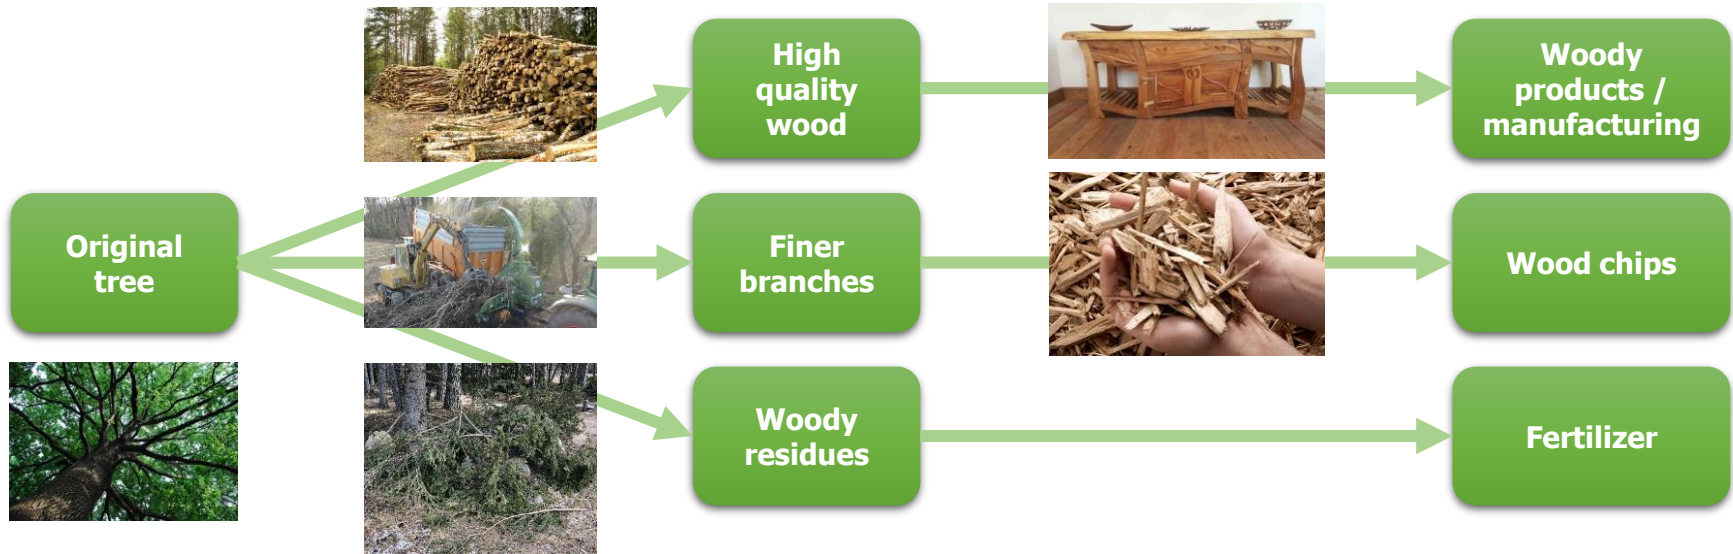 High
quality
wood
Woody
products /
manufacturing
Original
tree
Finer
branches
Wood chips
Woody
residues
Fertilizer